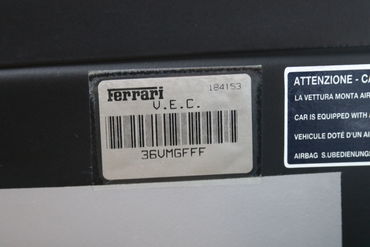 Ferrari 184153
V.E.C.
36VMGFFF
ATTENZIONE - CA
LA VETTURA MONTA AIR
CAR IS EQUIPPED WITH A
VEHICULE DOTÉ D'UN AI
AIRBAG S.UBEDIENUNG